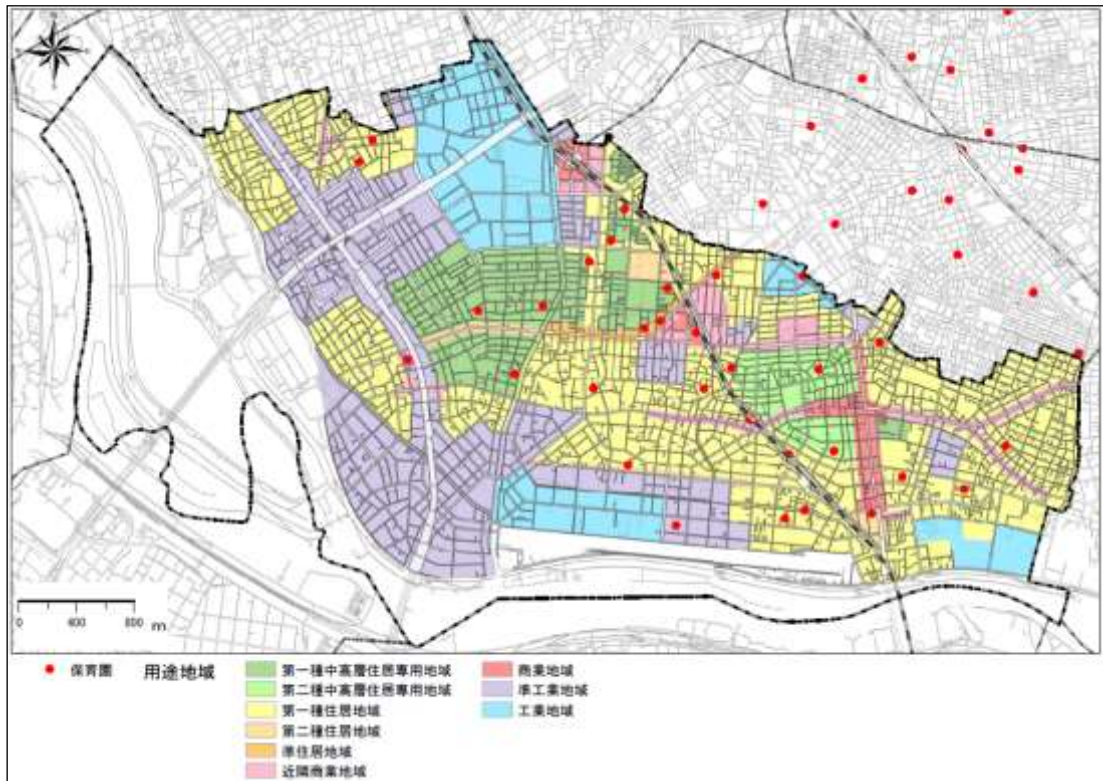 0 400 800 m
保育園
用途地域
第一種中高層住居専用地域
第二種中高層住居専用地域
第一種住居地域
第二種住居地域
準住居地域
近隣商業地域
商業地域
準工業地域
工業地域